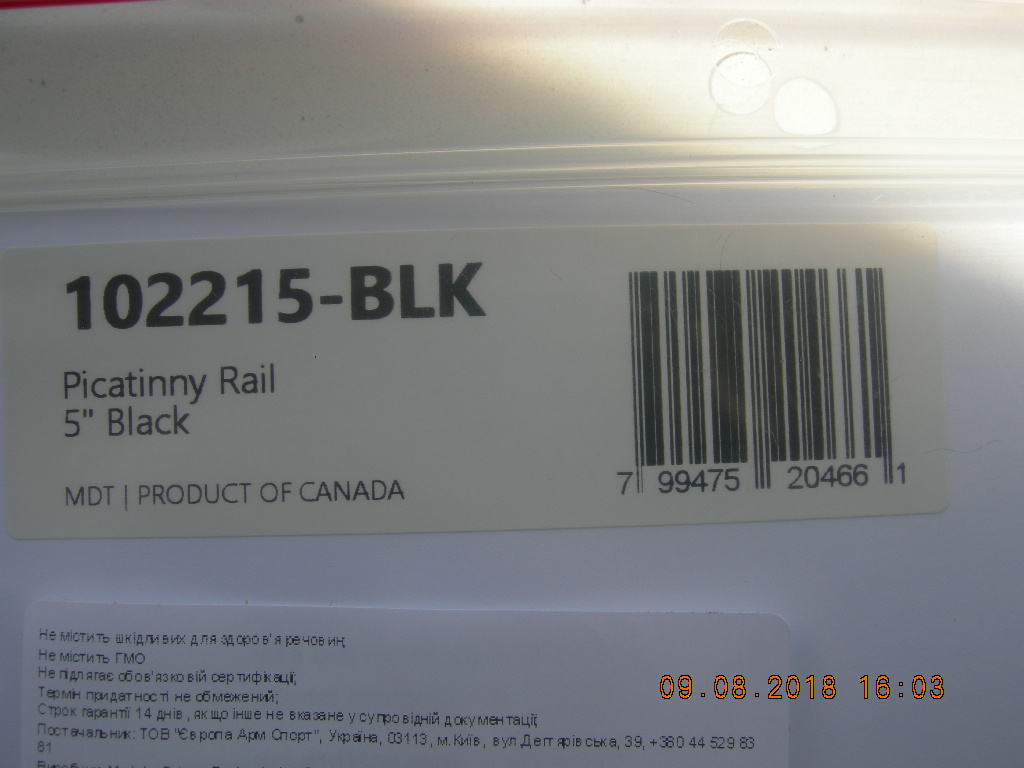 102215-BLK
Picatinny Rail
5" Black
MDT | PRODUCT OF CANADA
7 99475 20466 1
Не містить шкідливих для здоров'я речовин;
Не містить ГМО
Не підлягає обов'язковій сертифікації;
Термін придатності не обмежений;
Строк гарантії 14 днів, якщо інше не вказане у супровідній документації;
Постачальник: ТОВ "Європа Арм Спорт", Україна, 03113, м.Київ, вул.Дегтярівська, 39, +380 44 529 83
81
09.08.2018 16:03